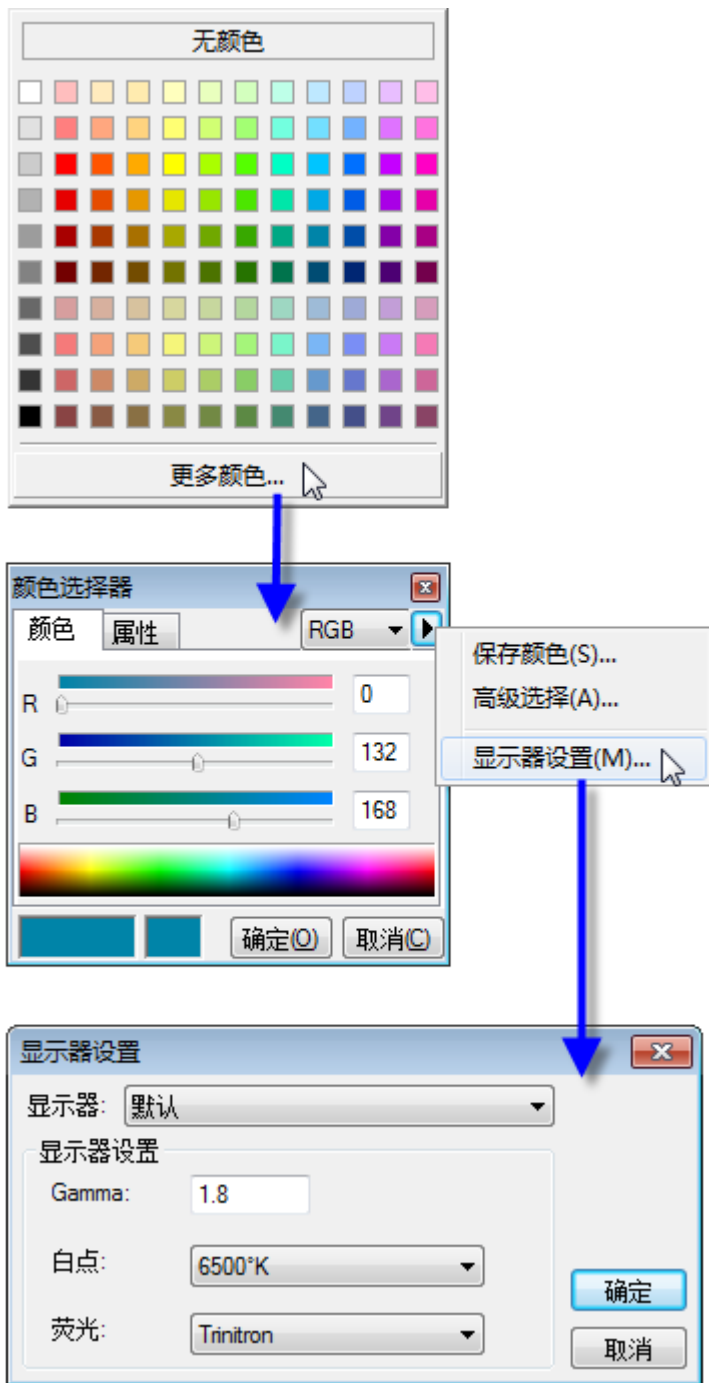 无颜色
更多颜色...
颜色选择器
颜色 属性 RGB
R 0
G 132
B 168
确定(O) 取消(C)
保存颜色(S)...
高级选择(A)...
显示器设置(M)...
显示器设置
显示器: 默认
显示器设置
Gamma: 1.8
白点: 6500°K
荧光: Trinitron
确定
取消